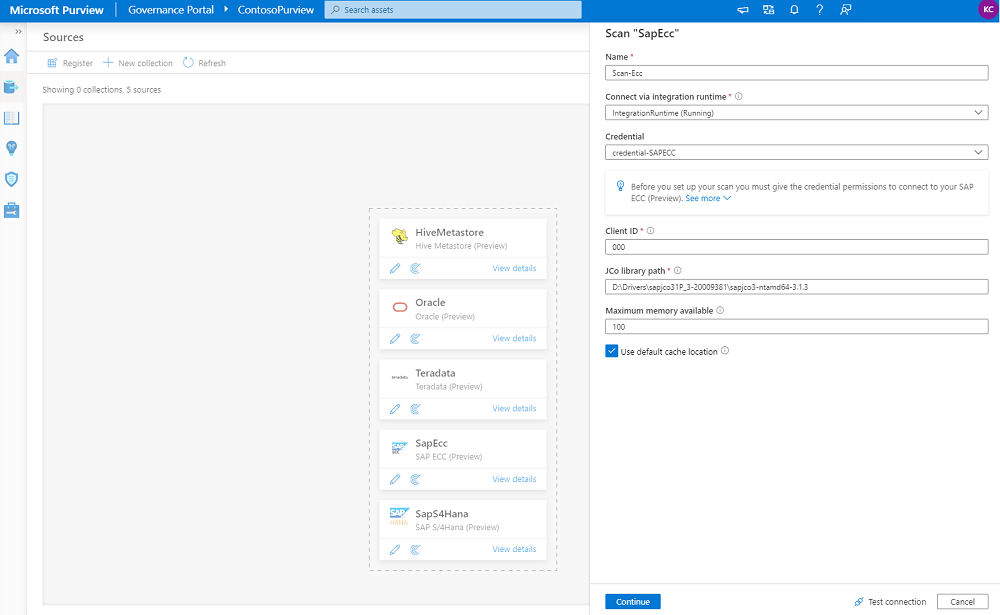 Microsoft Purview
Governance Portal
ContosoPurview
Search assets
KC
Sources
Register
New collection
Refresh
Showing 0 collections, 5 sources
HiveMetastore
Hive Metastore (Preview)
View details
Oracle
Oracle (Preview)
View details
teradata.
Teradata
Teradata (Preview)
View details
SAP
ECC
SapEcc
SAP ECC (Preview)
View details
SAP
HANA
SapS4Hana
SAP S/4Hana (Preview)
View details
Scan "SapEcc"
Name *
Scan-Ecc
Connect via integration runtime *
IntegrationRuntime (Running)
Credential
credential-SAPECC
Before you set up your scan you must give the credential permissions to connect to your SAP
ECC (Preview). See more
Client ID *
000
JCo library path *
D:\Drivers\sapjco31P_3-20009381\sapjco3-ntamd64-3.1.3
Maximum memory available
100
Use default cache location
Continue
Test connection
Cancel